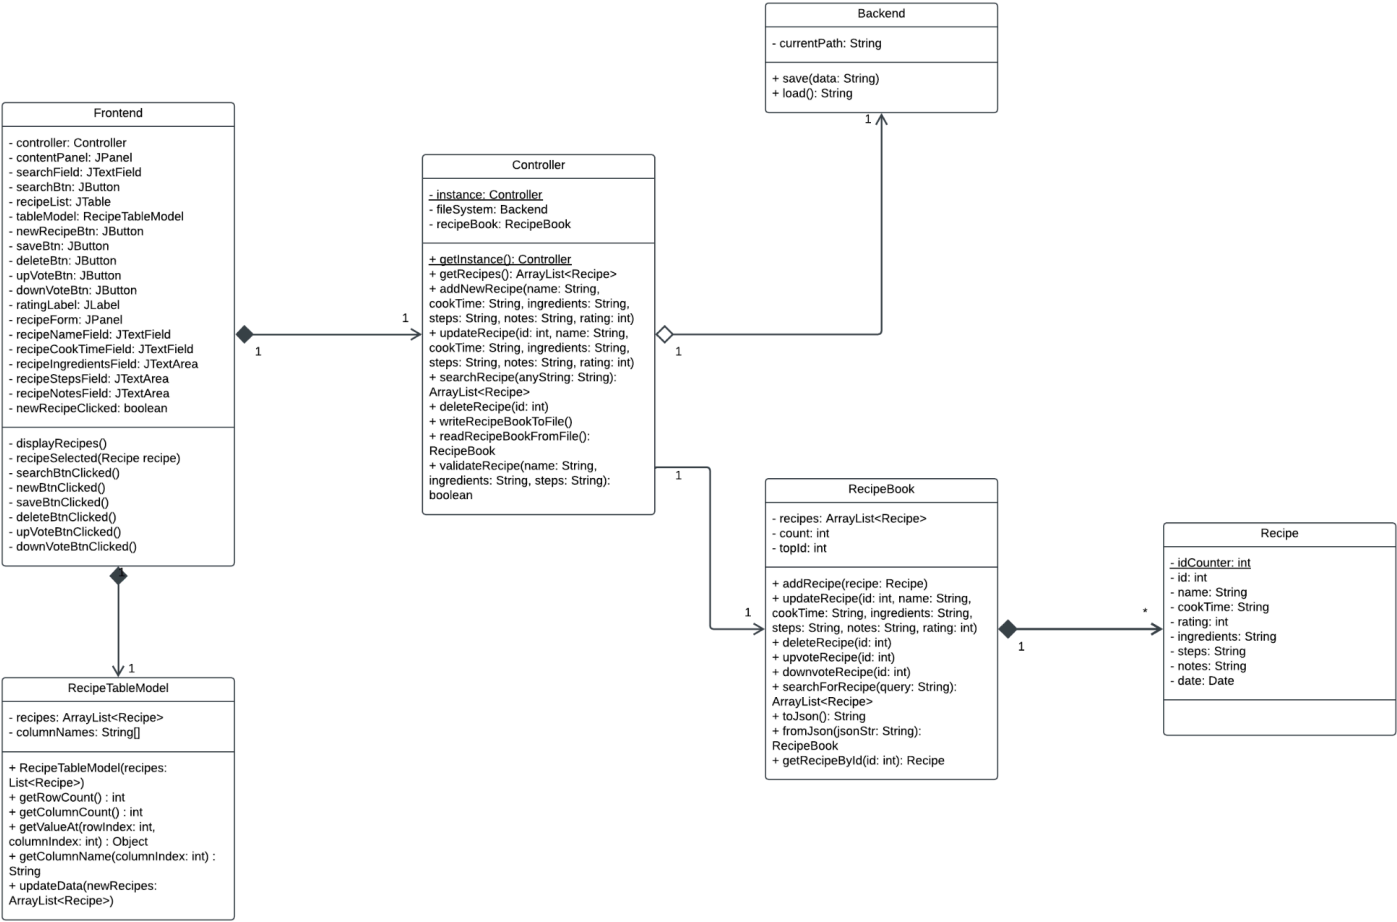 Backend
- currentPath: String
+ save(data: String)
+ load(): String
1
Frontend
- controller: Controller
- contentPanel: JPanel
- searchField: JTextField
- searchBtn: JButton
- recipeList: JTable
- tableModel: RecipeTableModel
- newRecipeBtn: JButton
- saveBtn: JButton
- deleteBtn: JButton
- upVoteBtn: JButton
- downVoteBtn: JButton
- ratingLabel: JLabel
- recipeForm: JPanel
- recipeNameField: JTextField
- recipeCookTimeField: JTextField
- recipeIngredientsField: JTextArea
- recipeStepsField: JTextArea
- recipeNotesField: JTextArea
- newRecipeClicked: boolean
- displayRecipes()
- recipeSelected(Recipe recipe)
- searchBtnClicked()
- newBtnClicked()
- saveBtnClicked()
- deleteBtnClicked()
- upVoteBtnClicked()
- downVoteBtnClicked()
1
1
Controller
- instance: Controller
- fileSystem: Backend
- recipeBook: RecipeBook
+ getInstance(): Controller
+ getRecipes(): ArrayList<Recipe>
+ addNewRecipe(name: String,
cookTime: String, ingredients: String,
steps: String, notes: String, rating: int)
+ updateRecipe(id: int, name: String,
cookTime: String, ingredients: String,
steps: String, notes: String, rating: int)
+ searchRecipe(anyString: String):
ArrayList<Recipe>
+ deleteRecipe(id: int)
+ writeRecipeBookToFile()
+ readRecipeBookFromFile():
RecipeBook
+ validateRecipe(name: String,
ingredients: String, steps: String):
boolean
1
1
1
RecipeBook
- recipes: ArrayList<Recipe>
- count: int
- topId: int
+ addRecipe(recipe: Recipe)
+ updateRecipe(id: int, name: String,
cookTime: String, ingredients: String,
steps: String, notes: String, rating: int)
+ deleteRecipe(id: int)
+ upvoteRecipe(id: int)
+ downvoteRecipe(id: int)
+ searchForRecipe(query: String):
ArrayList<Recipe>
+ toJson(): String
+ fromJson(jsonStr: String):
RecipeBook
+ getRecipeById(id: int): Recipe
1
*
Recipe
- idCounter: int
- id: int
- name: String
- cookTime: String
- rating: int
- ingredients: String
- steps: String
- notes: String
- date: Date
1
1
RecipeTableModel
- recipes: ArrayList<Recipe>
- columnNames: String[]
+ RecipeTableModel(recipes:
List<Recipe>)
+ getRowCount() : int
+ getColumnCount() : int
+ getValueAt(rowIndex: int,
columnIndex: int) : Object
+ getColumnName(columnIndex: int) :
String
+ updateData(newRecipes:
ArrayList<Recipe>)